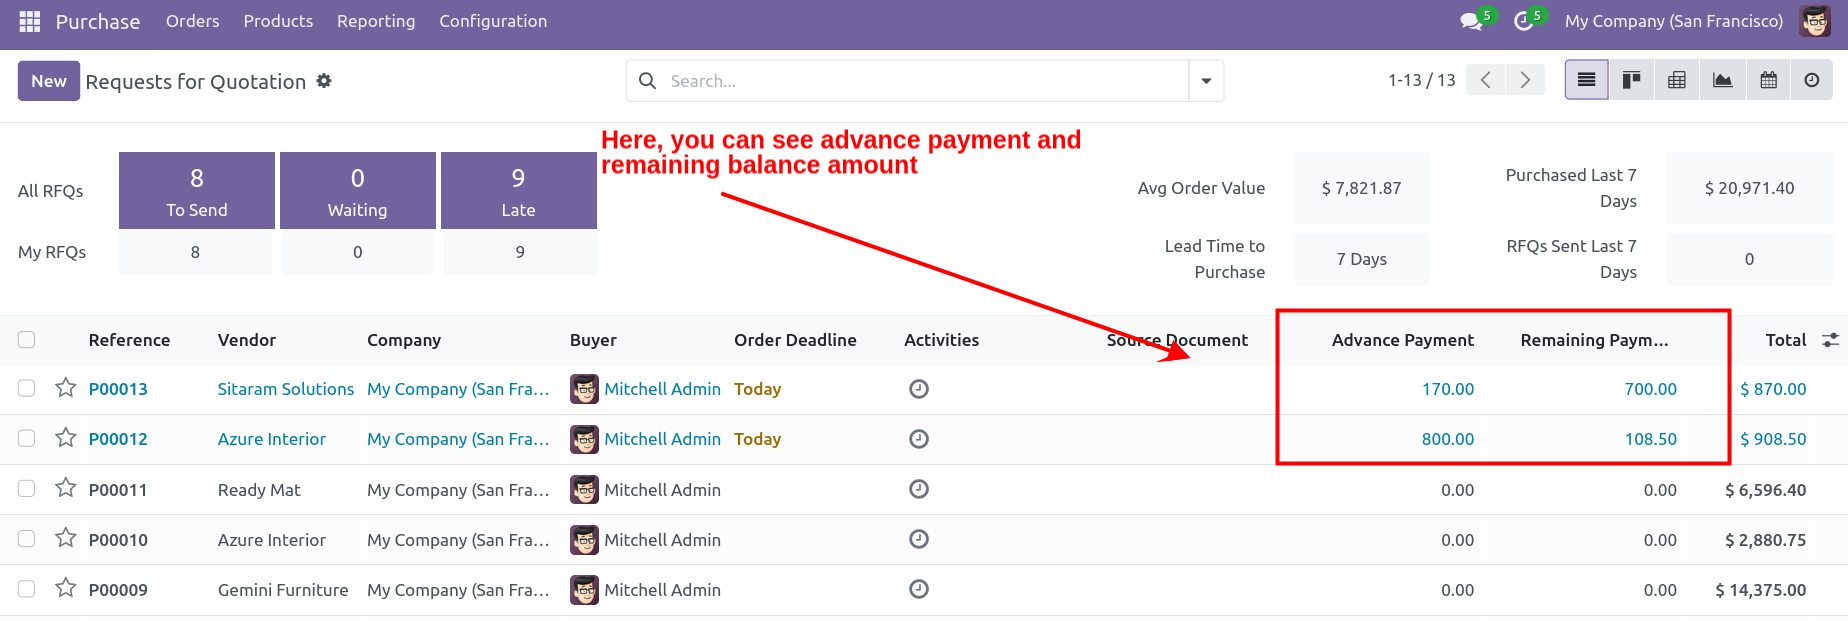 Purchase Orders Products Reporting Configuration 5 5 My Company (San Francisco)
New Requests for Quotation Search... 1-13 / 13
Here, you can see advance payment and
remaining balance amount
All RFQs 8 To Send 0 Waiting 9 Late
My RFQs 8 0 9
Avg Order Value $ 7,821.87 Purchased Last 7 Days $ 20,971.40
Lead Time to Purchase 7 Days RFQs Sent Last 7 Days 0
Reference Vendor Company Buyer Order Deadline Activities Source Document Advance Payment Remaining Paym... Total
P00013 Sitaram Solutions My Company (San Fra... Mitchell Admin Today 170.00 700.00 $ 870.00
P00012 Azure Interior My Company (San Fra... Mitchell Admin Today 800.00 108.50 $ 908.50
P00011 Ready Mat My Company (San Fra... Mitchell Admin 0.00 0.00 $ 6,596.40
P00010 Azure Interior My Company (San Fra... Mitchell Admin 0.00 0.00 $ 2,880.75
P00009 Gemini Furniture My Company (San Fra... Mitchell Admin 0.00 0.00 $ 14,375.00